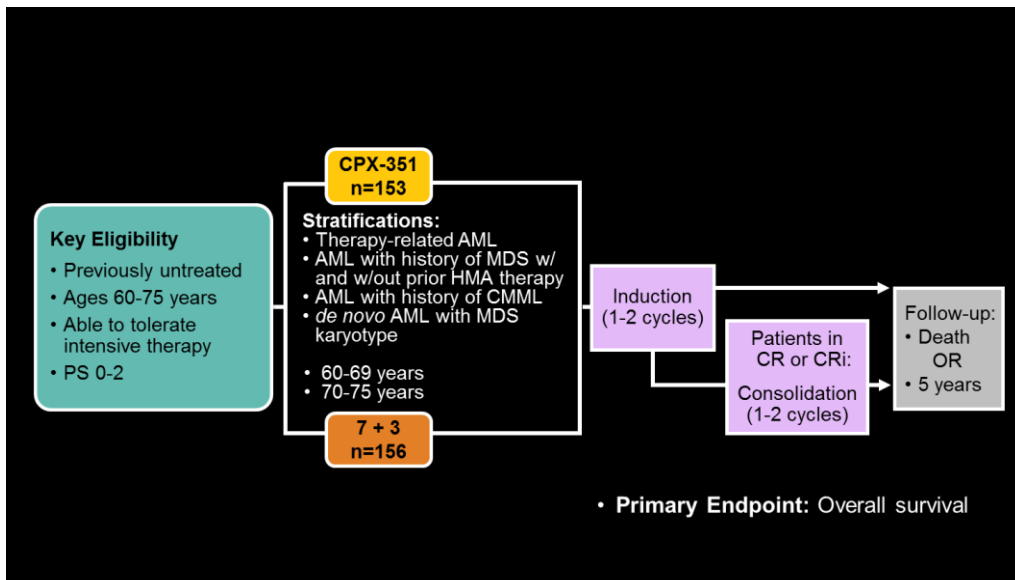 CPX-351
n=153
Key Eligibility
• Previously untreated
• Ages 60-75 years
• Able to tolerate
intensive therapy
• PS 0-2
Stratifications:
• Therapy-related AML
• AML with history of MDS w/
and w/out prior HMA therapy
• AML with history of CMML
• de novo AML with MDS
karyotype
• 60-69 years
• 70-75 years
7 + 3
n=156
Induction
(1-2 cycles)
Patients in
CR or CRi:
Consolidation
(1-2 cycles)
Follow-up:
• Death
OR
• 5 years
• Primary Endpoint: Overall survival